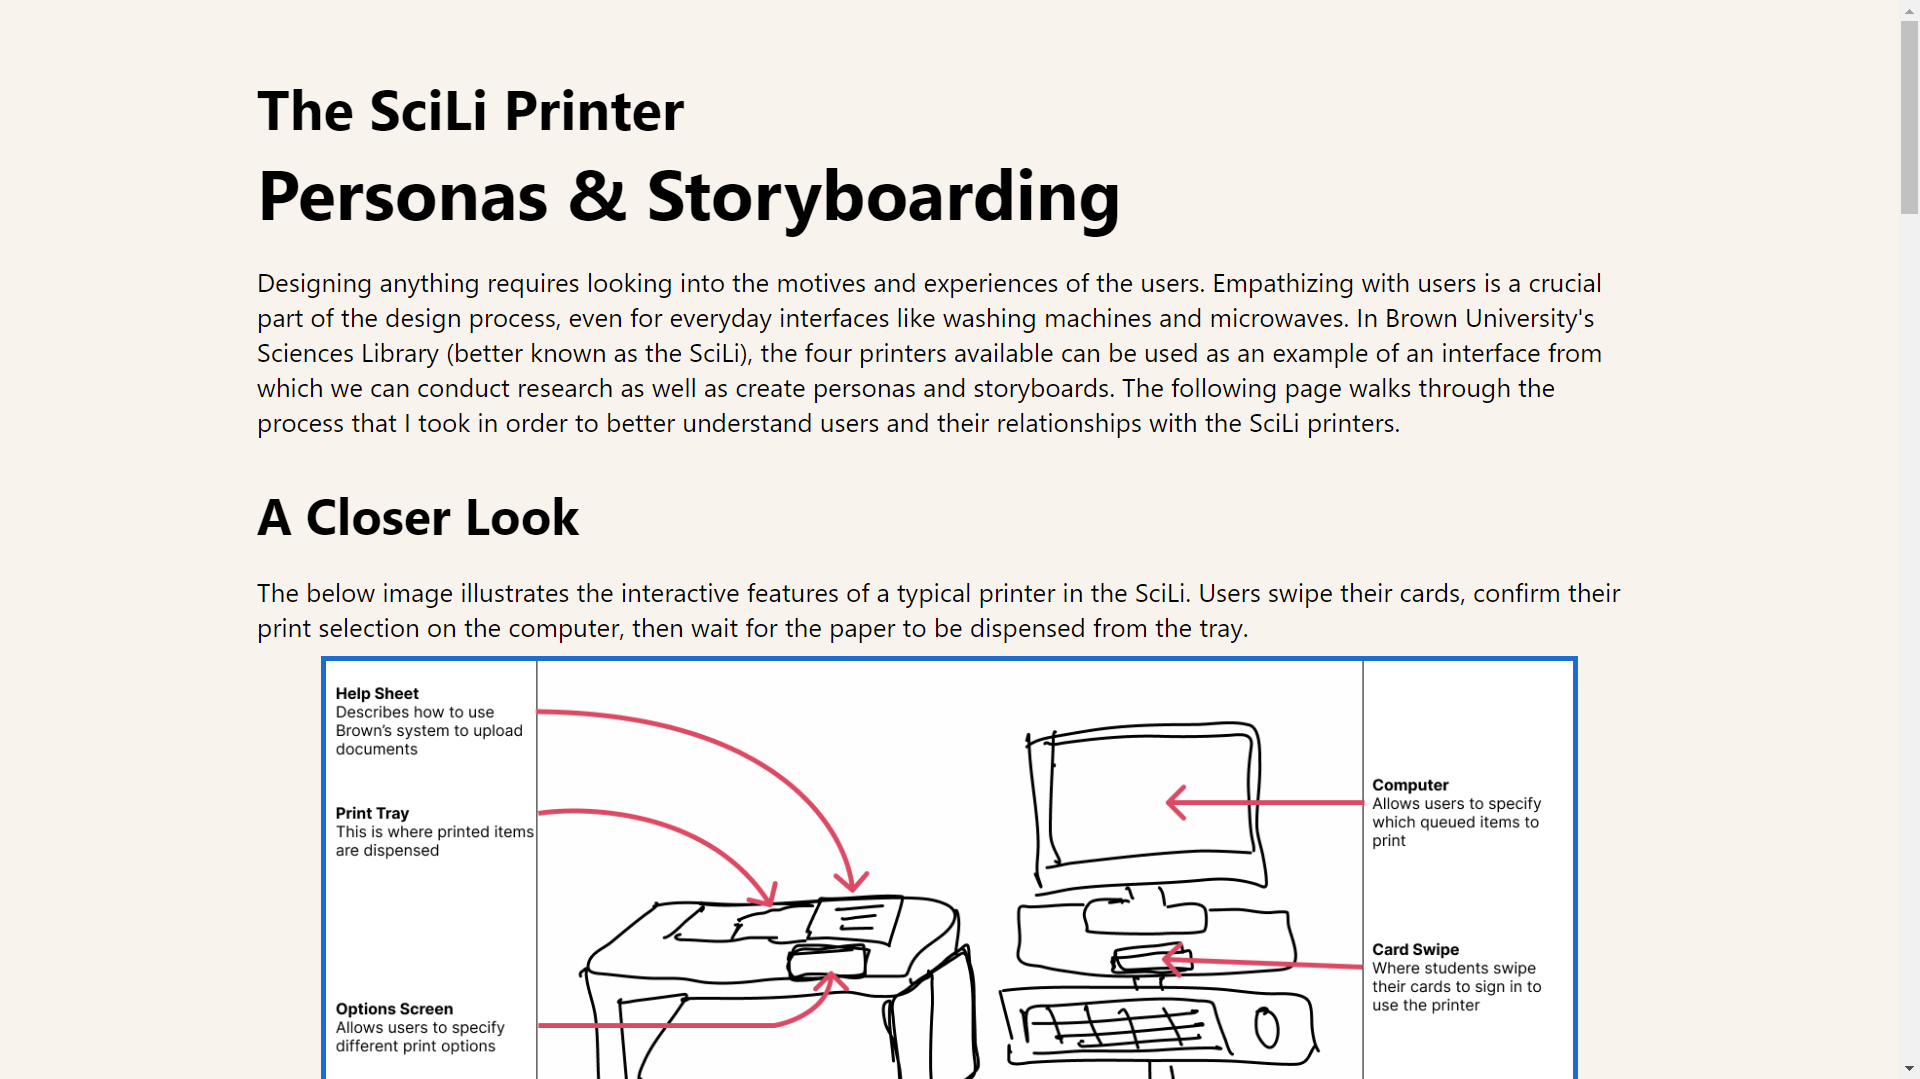 The SciLi Printer
Personas & Storyboarding
Designing anything requires looking into the motives and experiences of the users. Empathizing with users is a crucial
part of the design process, even for everyday interfaces like washing machines and microwaves. In Brown University's
Sciences Library (better known as the SciLi), the four printers available can be used as an example of an interface from
which we can conduct research as well as create personas and storyboards. The following page walks through the
process that I took in order to better understand users and their relationships with the SciLi printers.
A Closer Look
The below image illustrates the interactive features of a typical printer in the SciLi. Users swipe their cards, confirm their
print selection on the computer, then wait for the paper to be dispensed from the tray.
Help Sheet
Describes how to use
Brown’s system to upload
documents
Print Tray
This is where printed items
are dispensed
Options Screen
Allows users to specify
different print options
Computer
Allows users to specify
which queued items to
print
Card Swipe
Where students swipe
their cards to sign in to
use the printer